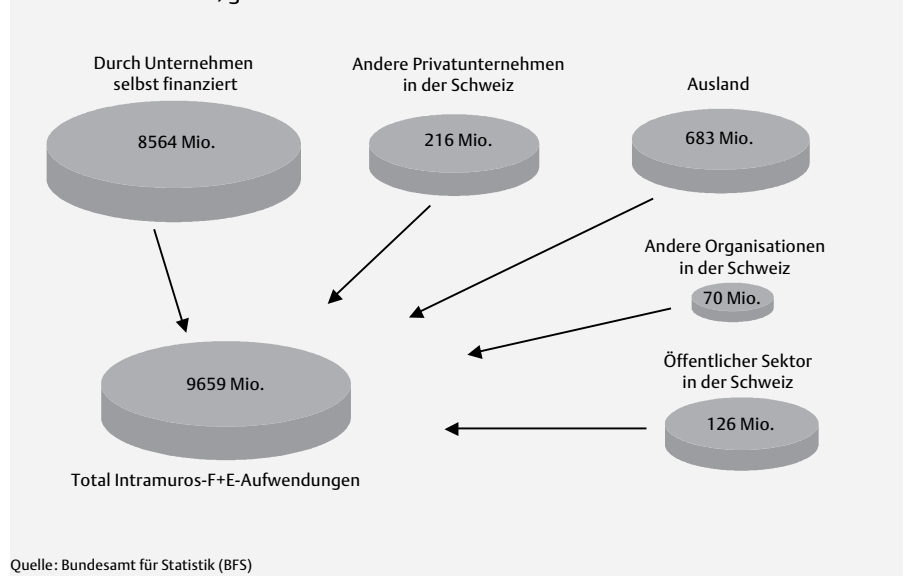 Durch Unternehmen
selbst finanziert
8564 Mio.
Andere Privatunternehmen
in der Schweiz
216 Mio.
Ausland
683 Mio.
Andere Organisationen
in der Schweiz
70 Mio.
Öffentlicher Sektor
in der Schweiz
126 Mio.
9659 Mio.
Total Intramuros-F+E-Aufwendungen
Quelle: Bundesamt für Statistik (BFS)